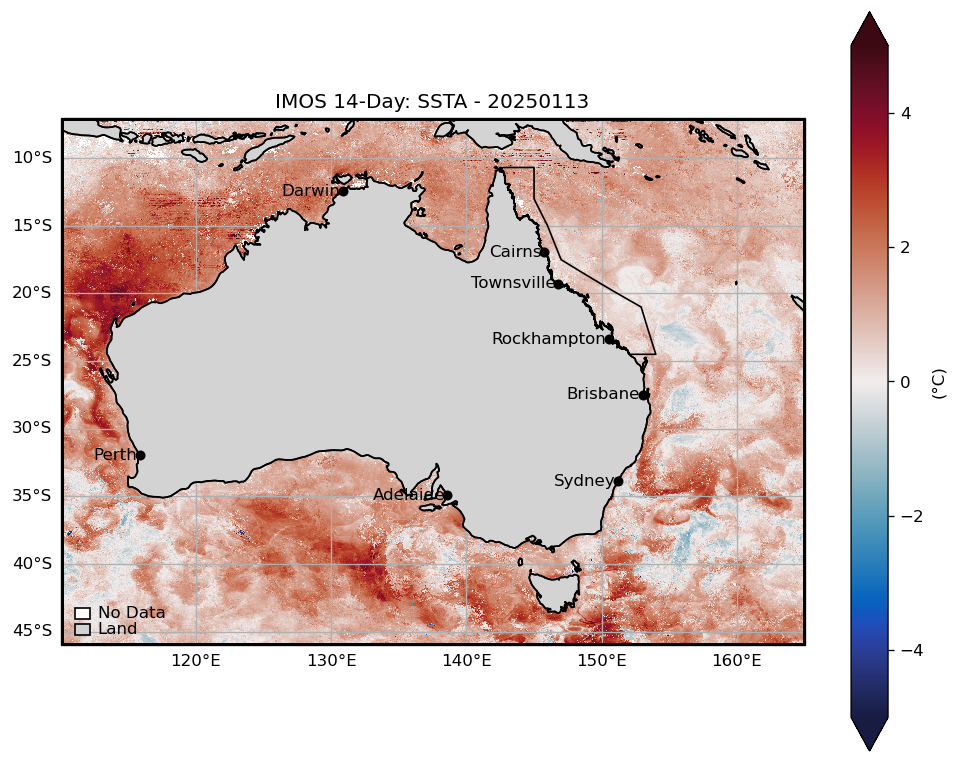 IMOS 14-Day: SSTA - 20250113
10°S
15°S
20°S
25°S
30°S
35°S
40°S
45°S
Darwin
Cairns
Townsville
Rockhampton
Brisbane
Perth
Sydney
Adelaide
No Data
Land
120°E
130°E
140°E
150°E
160°E
4
2
0
−2
−4
(°C)